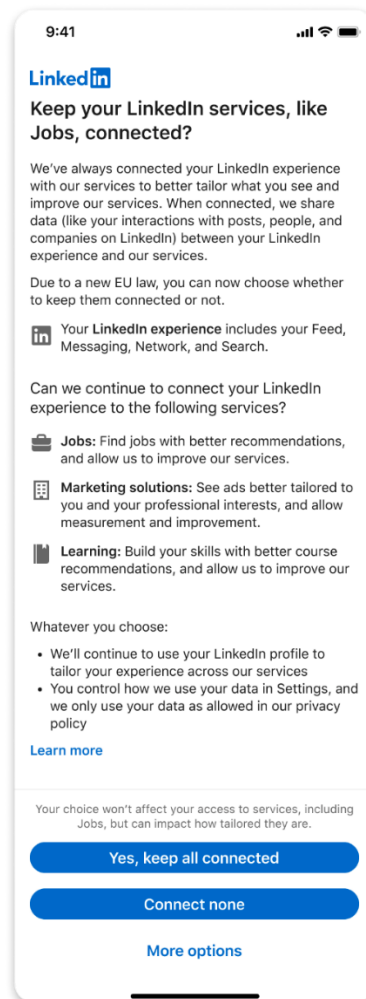 9:41
Linked in
Keep your LinkedIn services, like
Jobs, connected?
We've always connected your LinkedIn experience
with our services to better tailor what you see and
improve our services. When connected, we share
data (like your interactions with posts, people, and
companies on LinkedIn) between your LinkedIn
experience and our services.
Due to a new EU law, you can now choose whether
to keep them connected or not.
in Your LinkedIn experience includes your Feed,
Messaging, Network, and Search.
Can we continue to connect your LinkedIn
experience to the following services?
Jobs: Find jobs with better recommendations,
and allow us to improve our services.
Marketing solutions: See ads better tailored to
you and your professional interests, and allow
measurement and improvement.
Learning: Build your skills with better course
recommendations, and allow us to improve our
services.
Whatever you choose:
• We'll continue to use your LinkedIn profile to
tailor your experience across our services
• You control how we use your data in Settings, and
we only use your data as allowed in our privacy
policy
Learn more
Your choice won't affect your access to services, including
Jobs, but can impact how tailored they are.
Yes, keep all connected
Connect none
More options